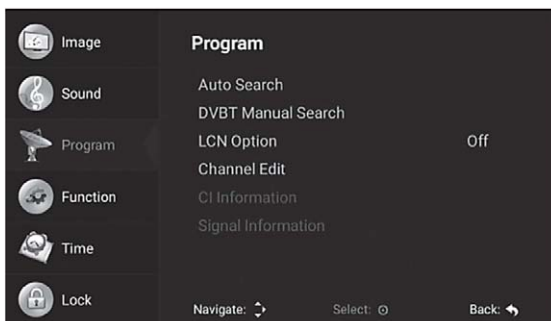 Image
Sound
Program
Function
Time
Lock
Program
Auto Search
DVBT Manual Search
LCN Option Off
Channel Edit
CI Information
Signal Information
Navigate: Select: Back: